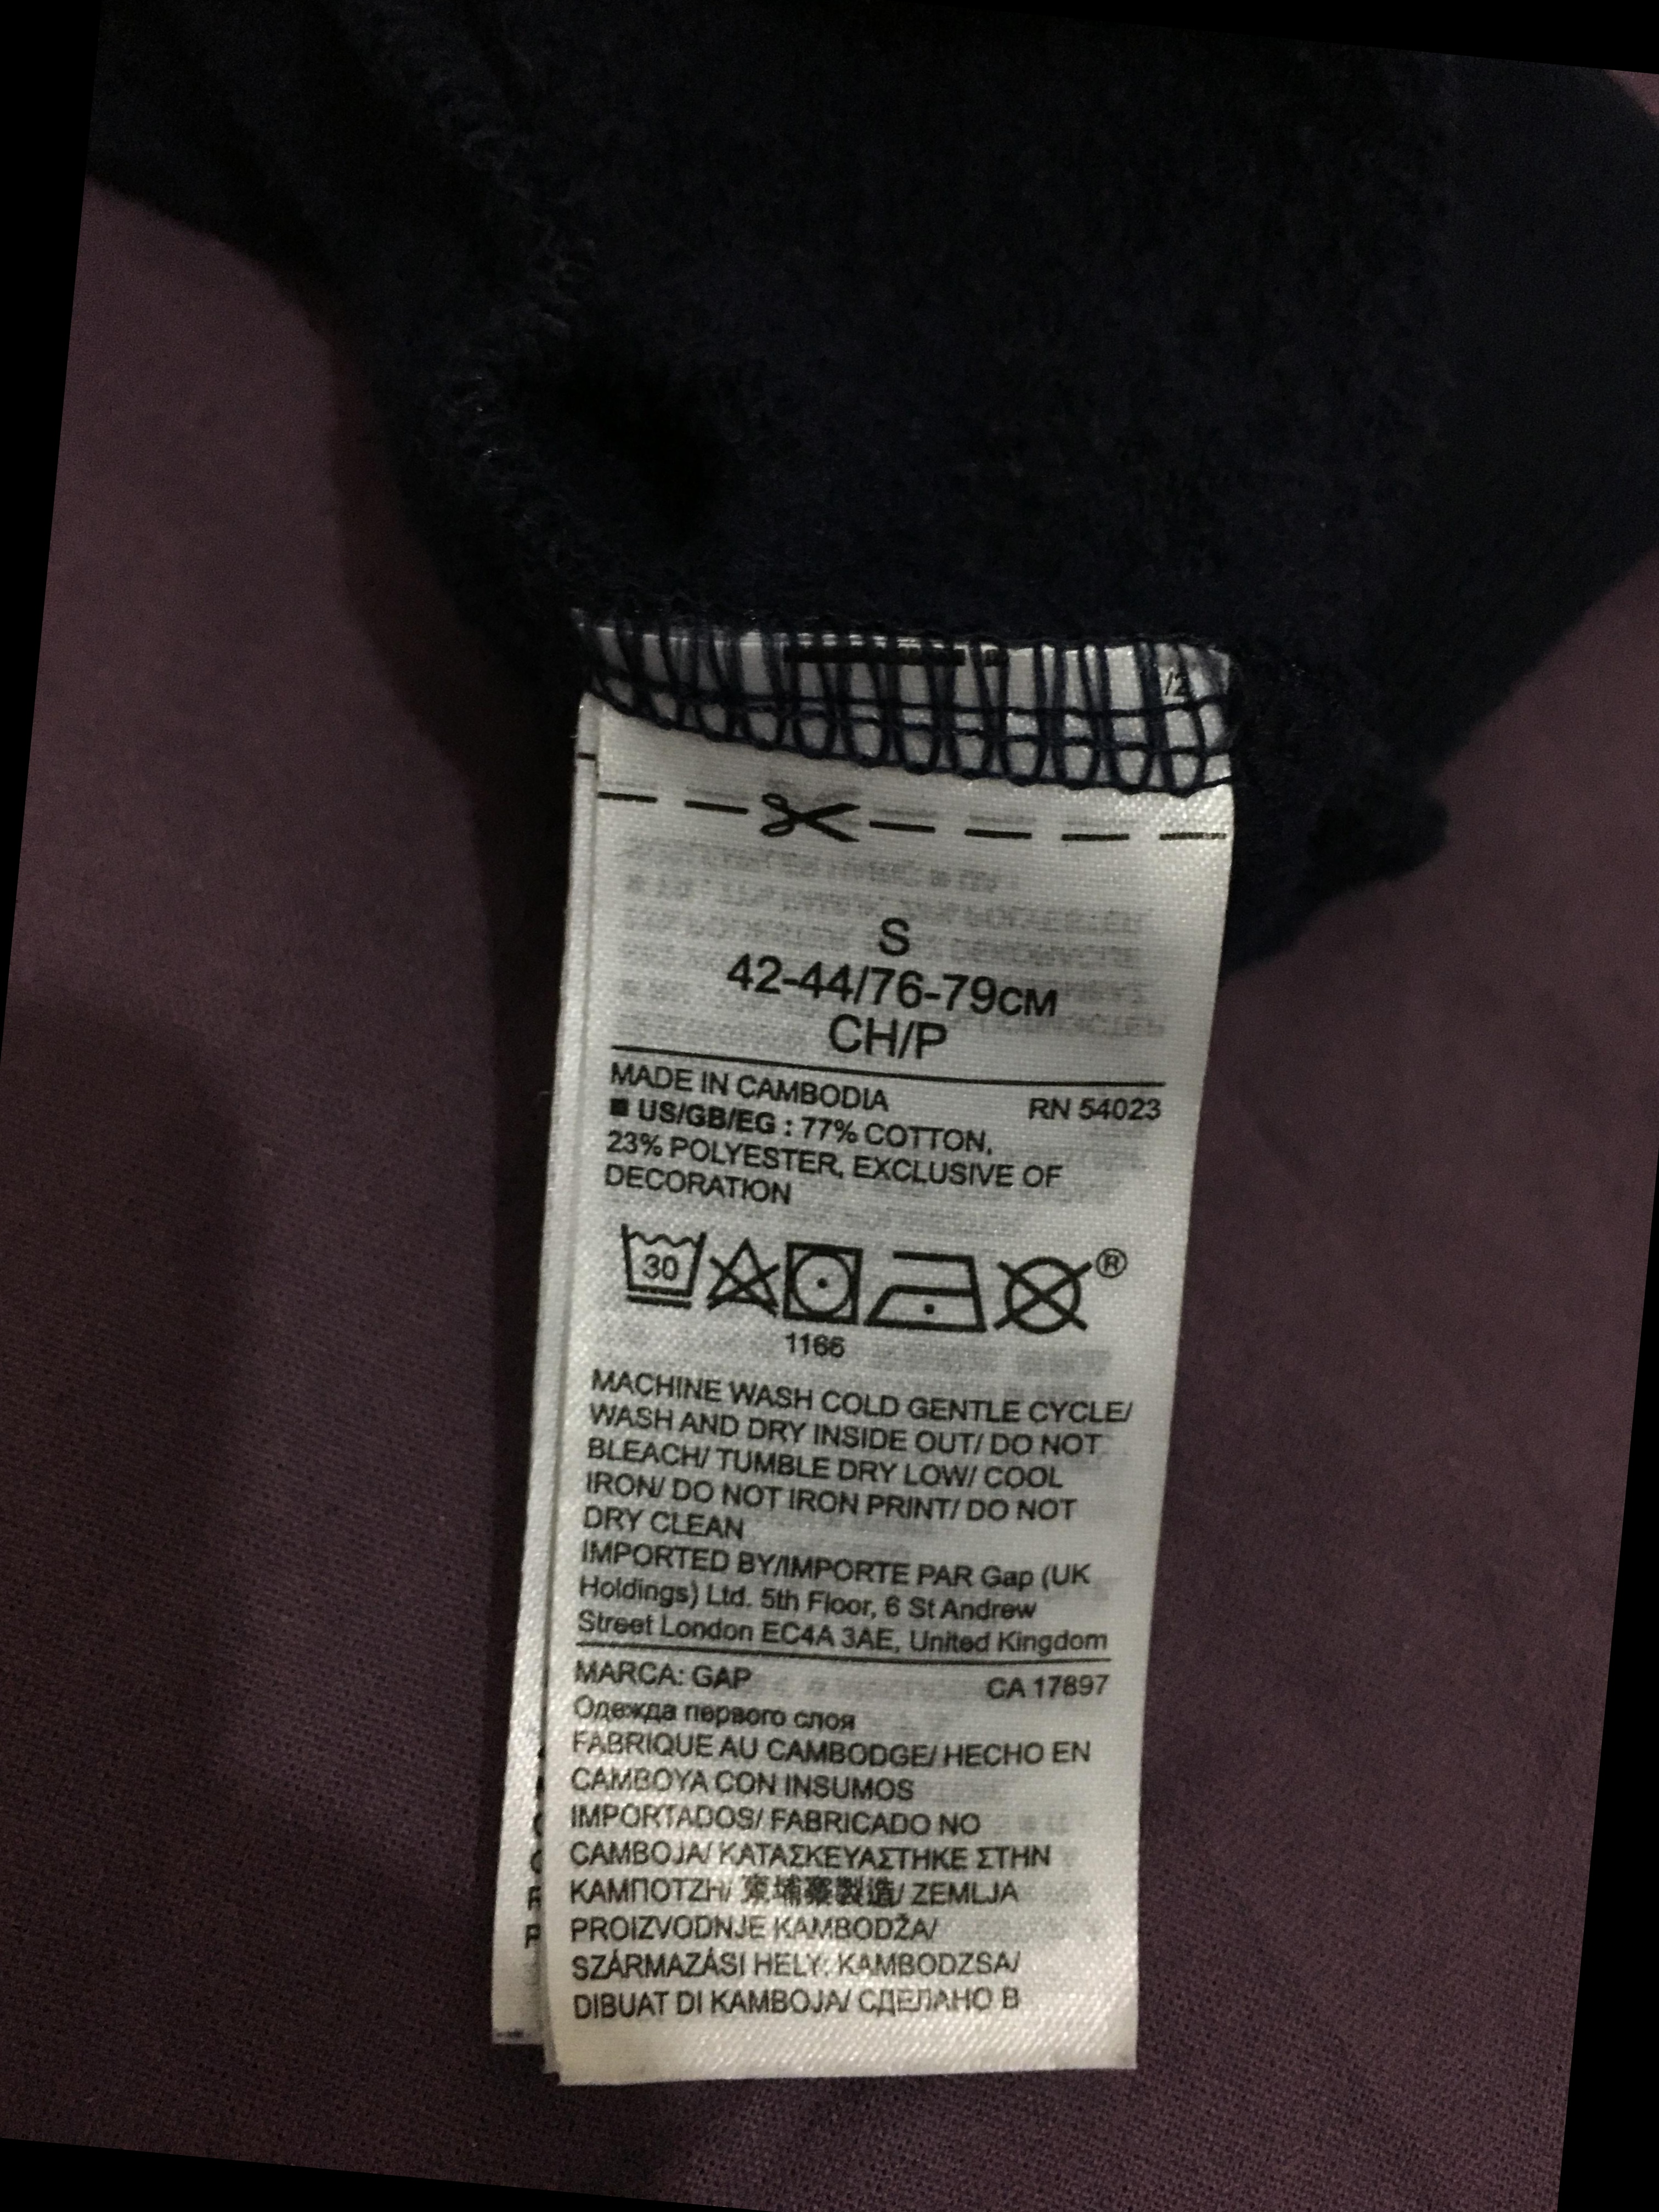 /2
S
42-44/76-79CM
CH/P
MADE IN CAMBODIA RN 54023
■ US/GB/EG : 77% COTTON,
23% POLYESTER, EXCLUSIVE OF
DECORATION
30
®
1166
MACHINE WASH COLD GENTLE CYCLE/
WASH AND DRY INSIDE OUT/ DO NOT
BLEACH/ TUMBLE DRY LOW/ COOL
IRON/ DO NOT IRON PRINT/ DO NOT
DRY CLEAN
IMPORTED BY/IMPORTE PAR Gap (UK
Holdings) Ltd. 5th Floor, 6 St Andrew
Street London EC4A 3AE, United Kingdom
MARCA: GAP CA 17897
Одежда первого слоя
FABRIQUE AU CAMBODGE/ HECHO EN
CAMBOYA CON INSUMOS
IMPORTADOS/ FABRICADO NO
CAMBOJA/ ΚΑΤΑΣΚΕΥΑΣΤΗΚΕ ΣΤΗΝ
ΚΑΜΠΟΤΖΗ/ 柬埔寨製造/ ZEMLJA
PROIZVODNJE KAMBODŽA/
SZÁRMAZÁSI HELY: KAMBODZSA/
DIBUAT DI KAMBOJA/ СДЕЛАНО В